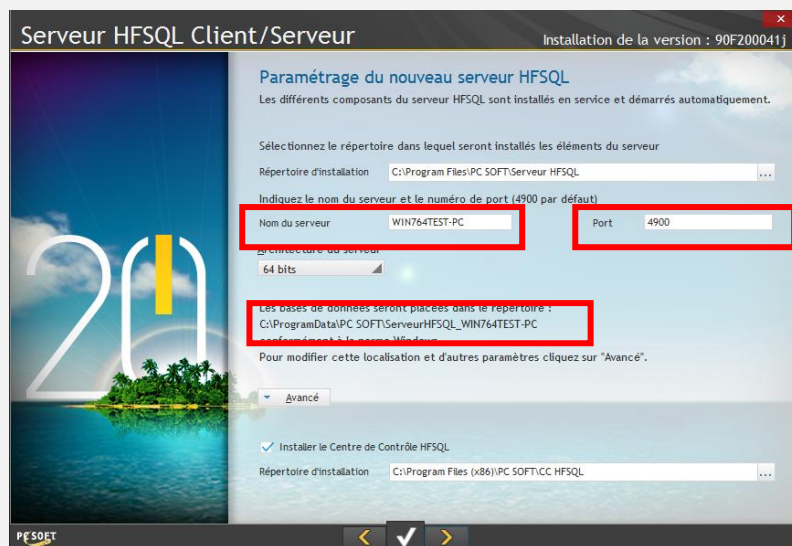 Serveur HFSQL Client/Serveur
Installation de la version : 90F200041j
Paramétrage du nouveau serveur HFSQL
Les différents composants du serveur HFSQL sont installés en service et démarrés automatiquement.
Sélectionnez le répertoire dans lequel seront installés les éléments du serveur
Répertoire d'installation C:\Program Files\PC SOFT\Serveur HFSQL ...
Indiquez le nom du serveur et le numéro de port (4900 par défaut)
Nom du serveur WIN764TEST-PC Port 4900
Architecture du serveur
64 bits
Les bases de données seront placées dans le répertoire :
C:\ProgramData\PC SOFT\ServeurHFSQL_WIN764TEST-PC
conformément à la norme Windows.
Pour modifier cette localisation et d'autres paramètres cliquez sur "Avancé".
Avancé
Installer le Centre de Contrôle HFSQL
Répertoire d'installation C:\Program Files (x86)\PC SOFT\CC HFSQL ...
20
PC SOFT